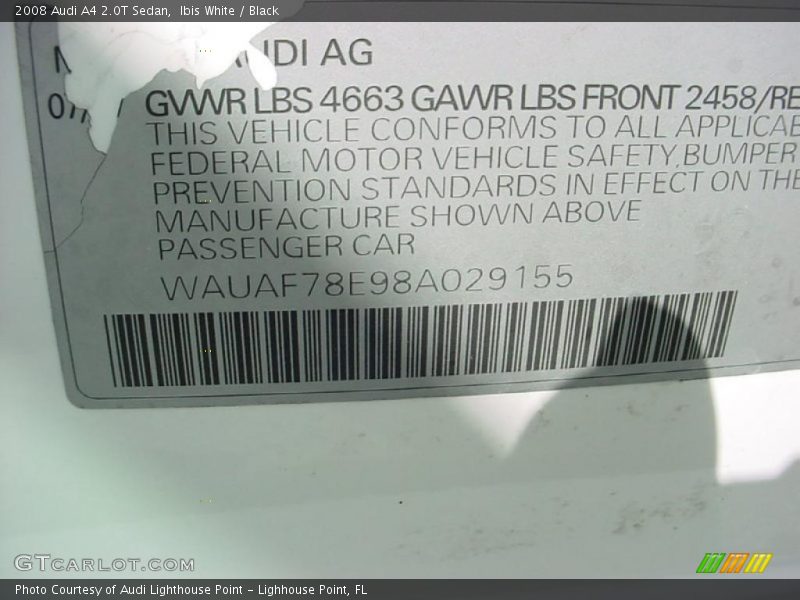 2008 Audi A4 2.0T Sedan, Ibis White / Black
AUDI AG
GVWR LBS 4663 GAWR LBS FRONT 2458/RE
THIS VEHICLE CONFORMS TO ALL APPLICAB
FEDERAL MOTOR VEHICLE SAFETY,BUMPER
PREVENTION STANDARDS IN EFFECT ON THE
MANUFACTURE SHOWN ABOVE
PASSENGER CAR
WAUAF78E98A029155
GTCARLOT.COM
Photo Courtesy of Audi Lighthouse Point - Lighhouse Point, FL